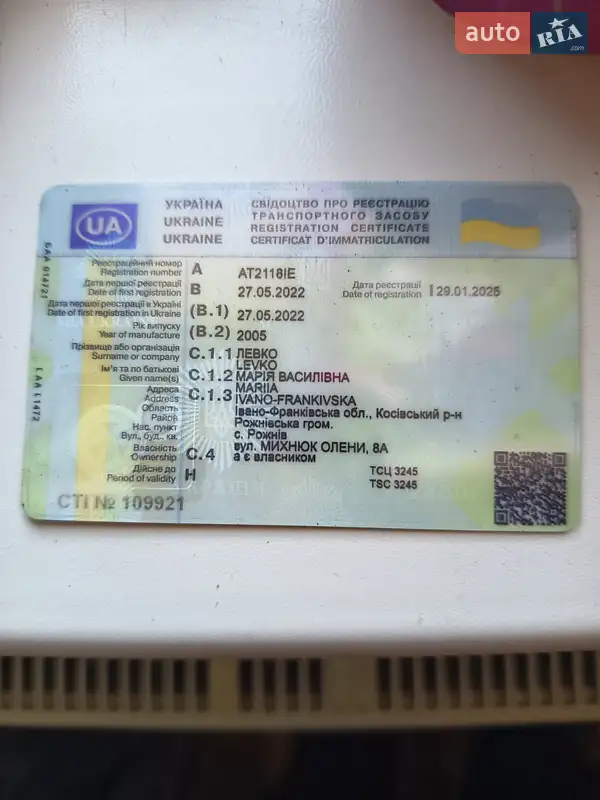 auto RIA .com
UA
УКРАЇНА
UKRAINE
UKRAINE
СВІДОЦТВО ПРО РЕЄСТРАЦІЮ
ТРАНСПОРТНОГО ЗАСОБУ
REGISTRATION CERTIFICATE
CERTIFICAT D'IMMATRICULATION
Реєстраційний номер
Registration number
A
AT2118IE
Дата першої реєстрації
Date of first registration
B
27.05.2022
Дата реєстрації
Date of registration
I
29.01.2025
Дата першої реєстрації в Україні
Date of first registration in Ukraine
(B.1)
27.05.2022
Рік випуску
Year of manufacture
(B.2)
2005
Прізвище або організація
Surname or company
C.1.1
ЛЕВКО
LEVKO
Ім'я та по батькові
Given name(s)
C.1.2
МАРІЯ ВАСИЛІВНА
MARIIA
Адреса
Address
C.1.3
IVANO-FRANKIVSKA
Область
Івано-Франківська обл., Косівський р-н
Район
Рожнівська гром.
Нас. пункт
с. Рожнів
Вул., буд., кв.
вул. МИХНЮК ОЛЕНИ, 8А
Власність
Ownership
C.4
а є власником
Дійсне до
Period of validity
H
ТСЦ 3245
TSC 3245
СТІ № 109921